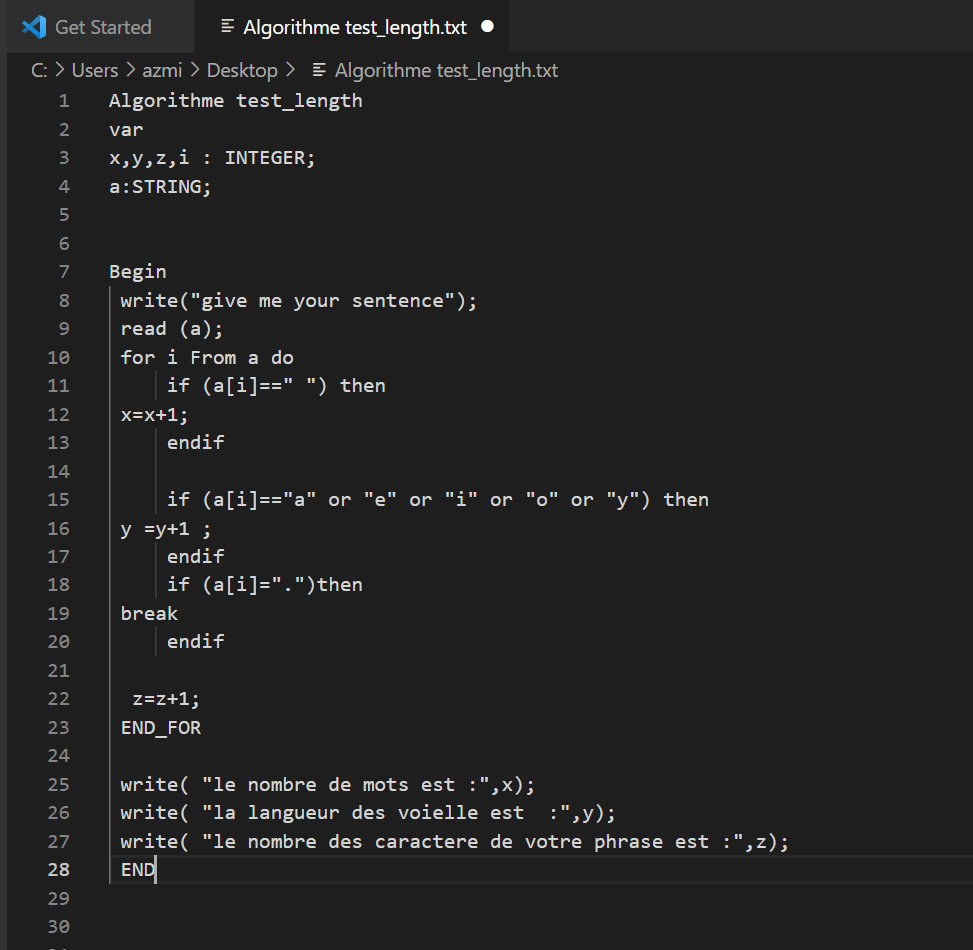 Get Started
Algorithme test_length.txt
C: > Users > azmi > Desktop > Algorithme test_length.txt
1 Algorithme test_length
2 var
3 x,y,z,i : INTEGER;
4 a:STRING;
5
6
7 Begin
8 write("give me your sentence");
9 read (a);
10 for i From a do
11 if (a[i]==" ") then
12 x=x+1;
13 endif
14
15 if (a[i]=="a" or "e" or "i" or "o" or "y") then
16 y =y+1 ;
17 endif
18 if (a[i]=".")then
19 break
20 endif
21
22 z=z+1;
23 END_FOR
24
25 write( "le nombre de mots est :",x);
26 write( "la langueur des voielle est  :",y);
27 write( "le nombre des caractere de votre phrase est :",z);
28 END
29
30